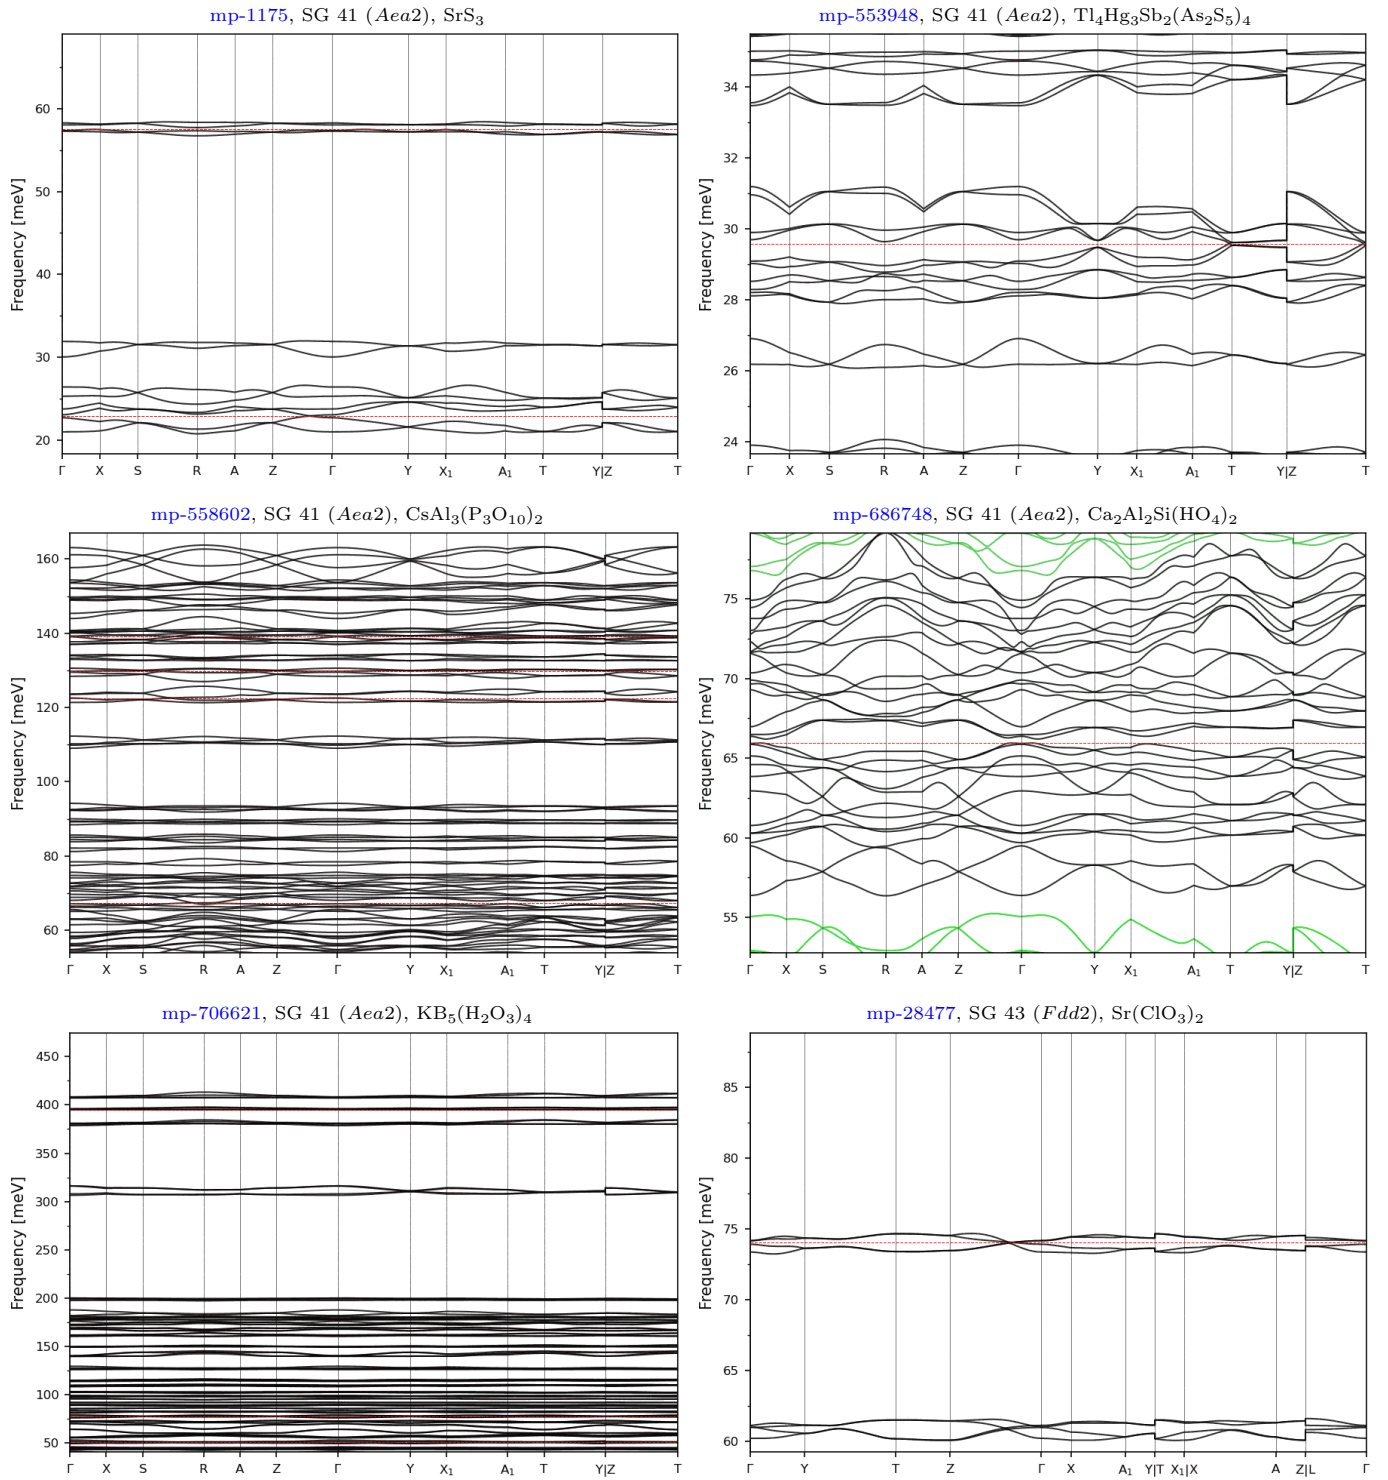 mp-1175, SG 41 (Aea2), SrS₃
Frequency [meV]
60
50
40
30
20
Γ X S R A Z Γ Y X₁ A₁ T Y|Z T
mp-553948, SG 41 (Aea2), Tl₄Hg₃Sb₂(As₂S₅)₄
Frequency [meV]
34
32
30
28
26
24
Γ X S R A Z Γ Y X₁ A₁ T Y|Z T
mp-558602, SG 41 (Aea2), CsAl₃(P₃O₁₀)₂
Frequency [meV]
160
140
120
100
80
60
Γ X S R A Z Γ Y X₁ A₁ T Y|Z T
mp-686748, SG 41 (Aea2), Ca₂Al₂Si(HO₄)₂
Frequency [meV]
75
70
65
60
55
Γ X S R A Z Γ Y X₁ A₁ T Y|Z T
mp-706621, SG 41 (Aea2), KB₅(H₂O₃)₄
Frequency [meV]
450
400
350
300
250
200
150
100
50
Γ X S R A Z Γ Y X₁ A₁ T Y|Z T
mp-28477, SG 43 (Fdd2), Sr(ClO₃)₂
Frequency [meV]
85
80
75
70
65
60
Γ Y T Z Γ X A₁ Y|T X₁|X A Z|L Γ